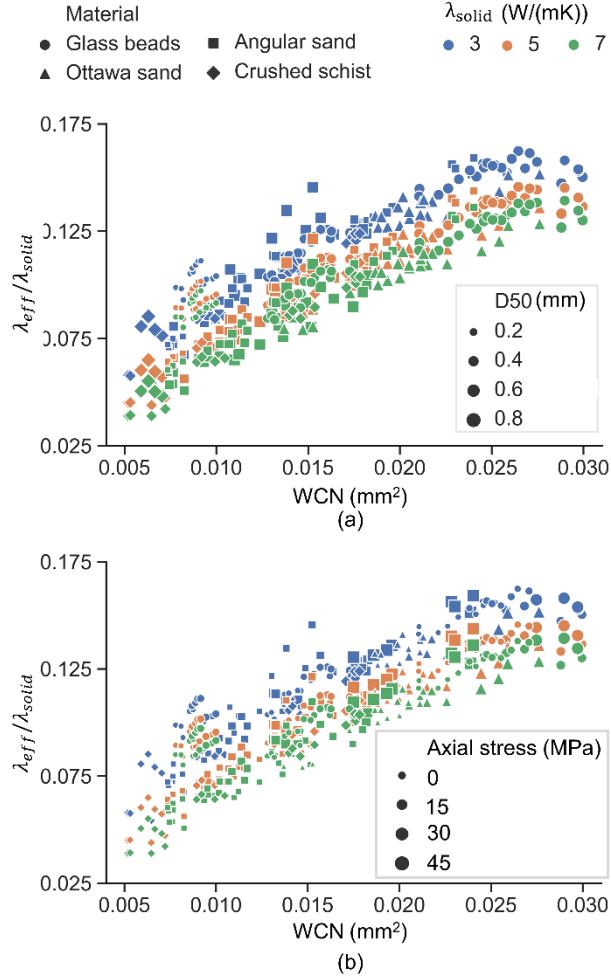 Material
Glass beads
Angular sand
Ottawa sand
Crushed schist
λsolid (W/(mK))
3 5 7
0.175
0.125
0.075
0.025
λeff/λsolid
D50 (mm)
0.2
0.4
0.6
0.8
0.005 0.010 0.015 0.020 0.025 0.030
WCN (mm²)
(a)
0.175
0.125
0.075
0.025
λeff/λsolid
Axial stress (MPa)
0
15
30
45
0.005 0.010 0.015 0.020 0.025 0.030
WCN (mm²)
(b)